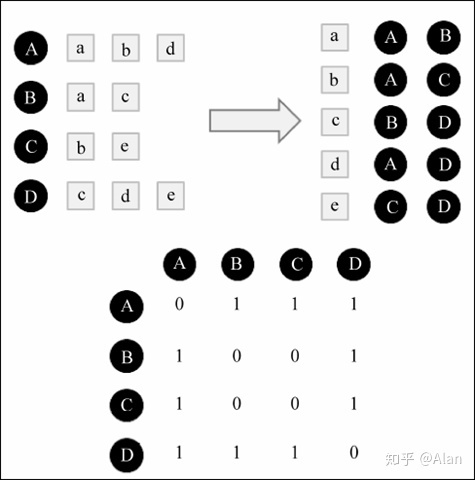 A a b d
B a c
C b e
D c d e
a A B
b A C
c B D
d A D
e C D
A B C D
A 0 1 1 1
B 1 0 0 1
C 1 0 0 1
D 1 1 1 0
知乎 @Alan